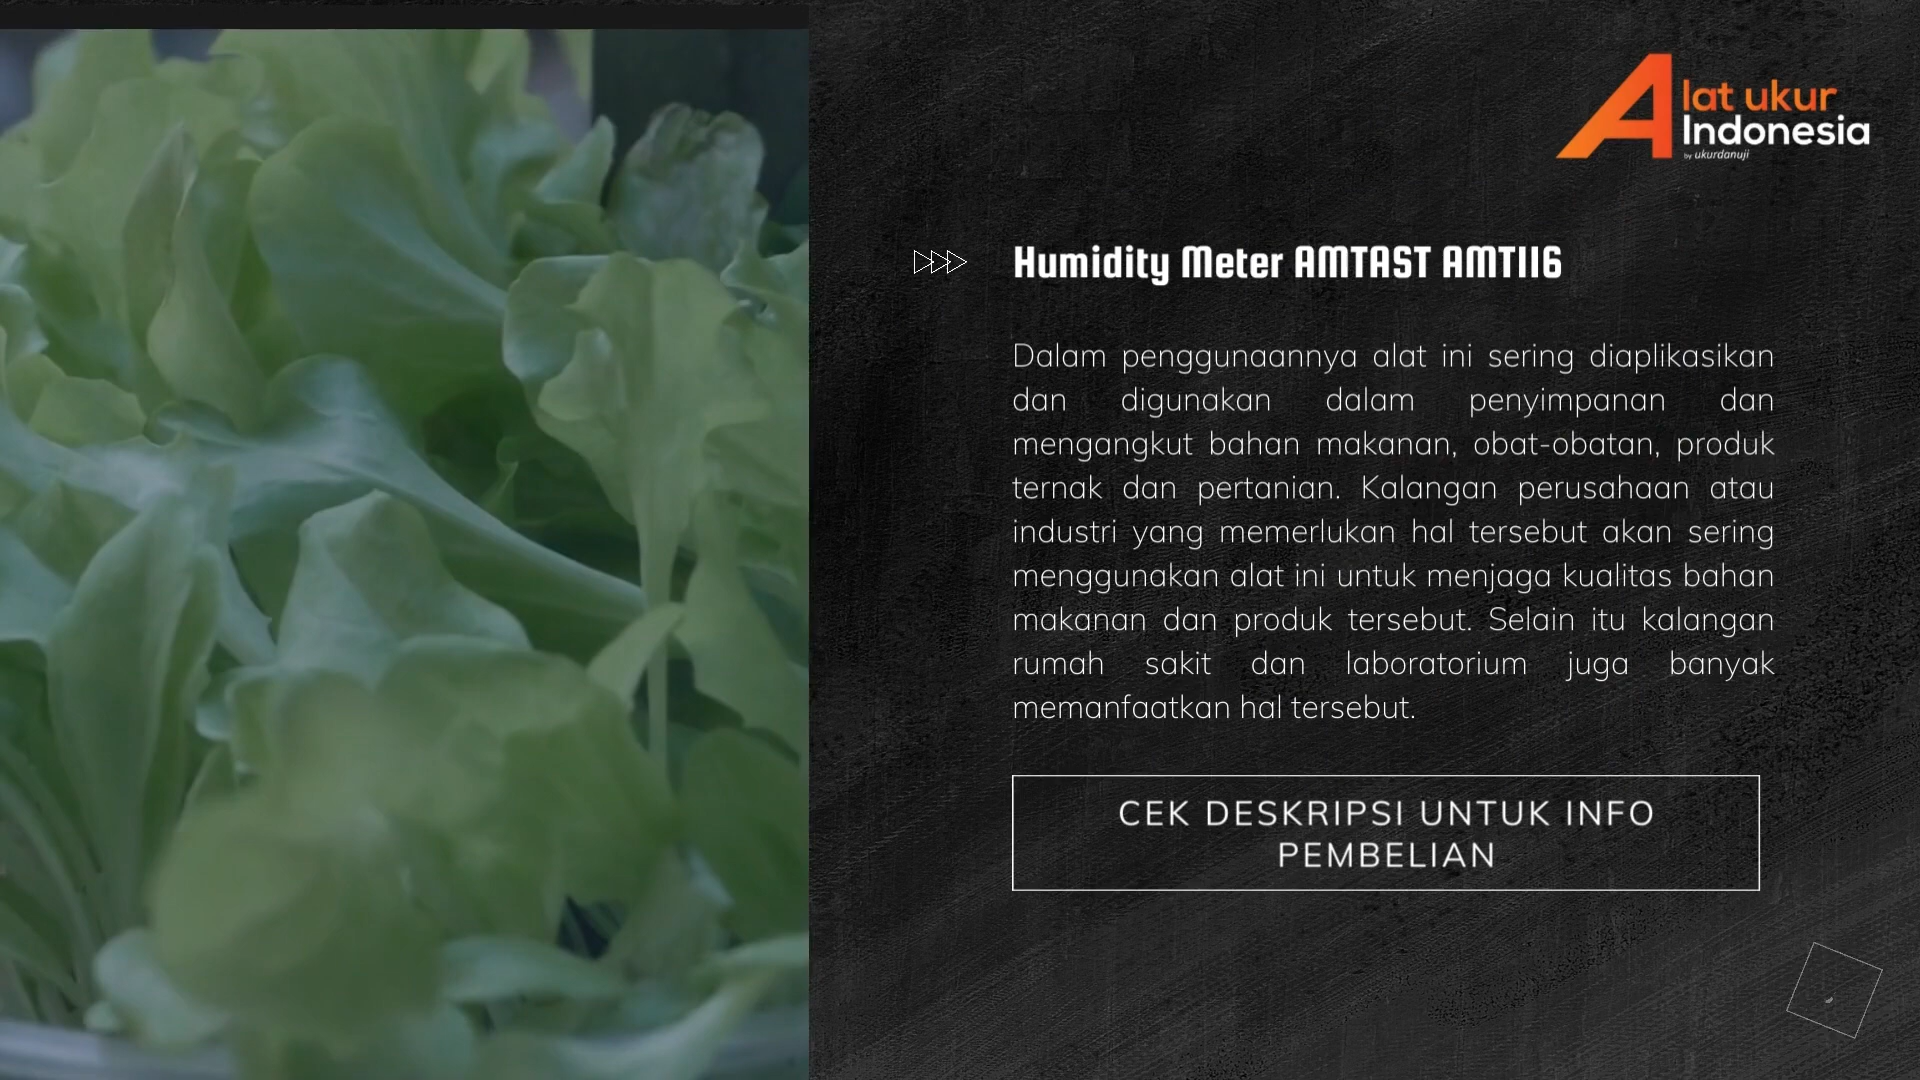 Alat ukur
Indonesia
by ukurdanuji
Humidity Meter AMTAST AMT116
Dalam penggunaannya alat ini sering diaplikasikan
dan digunakan dalam penyimpanan dan
mengangkut bahan makanan, obat-obatan, produk
ternak dan pertanian. Kalangan perusahaan atau
industri yang memerlukan hal tersebut akan sering
menggunakan alat ini untuk menjaga kualitas bahan
makanan dan produk tersebut. Selain itu kalangan
rumah sakit dan laboratorium juga banyak
memanfaatkan hal tersebut.
CEK DESKRIPSI UNTUK INFO
PEMBELIAN